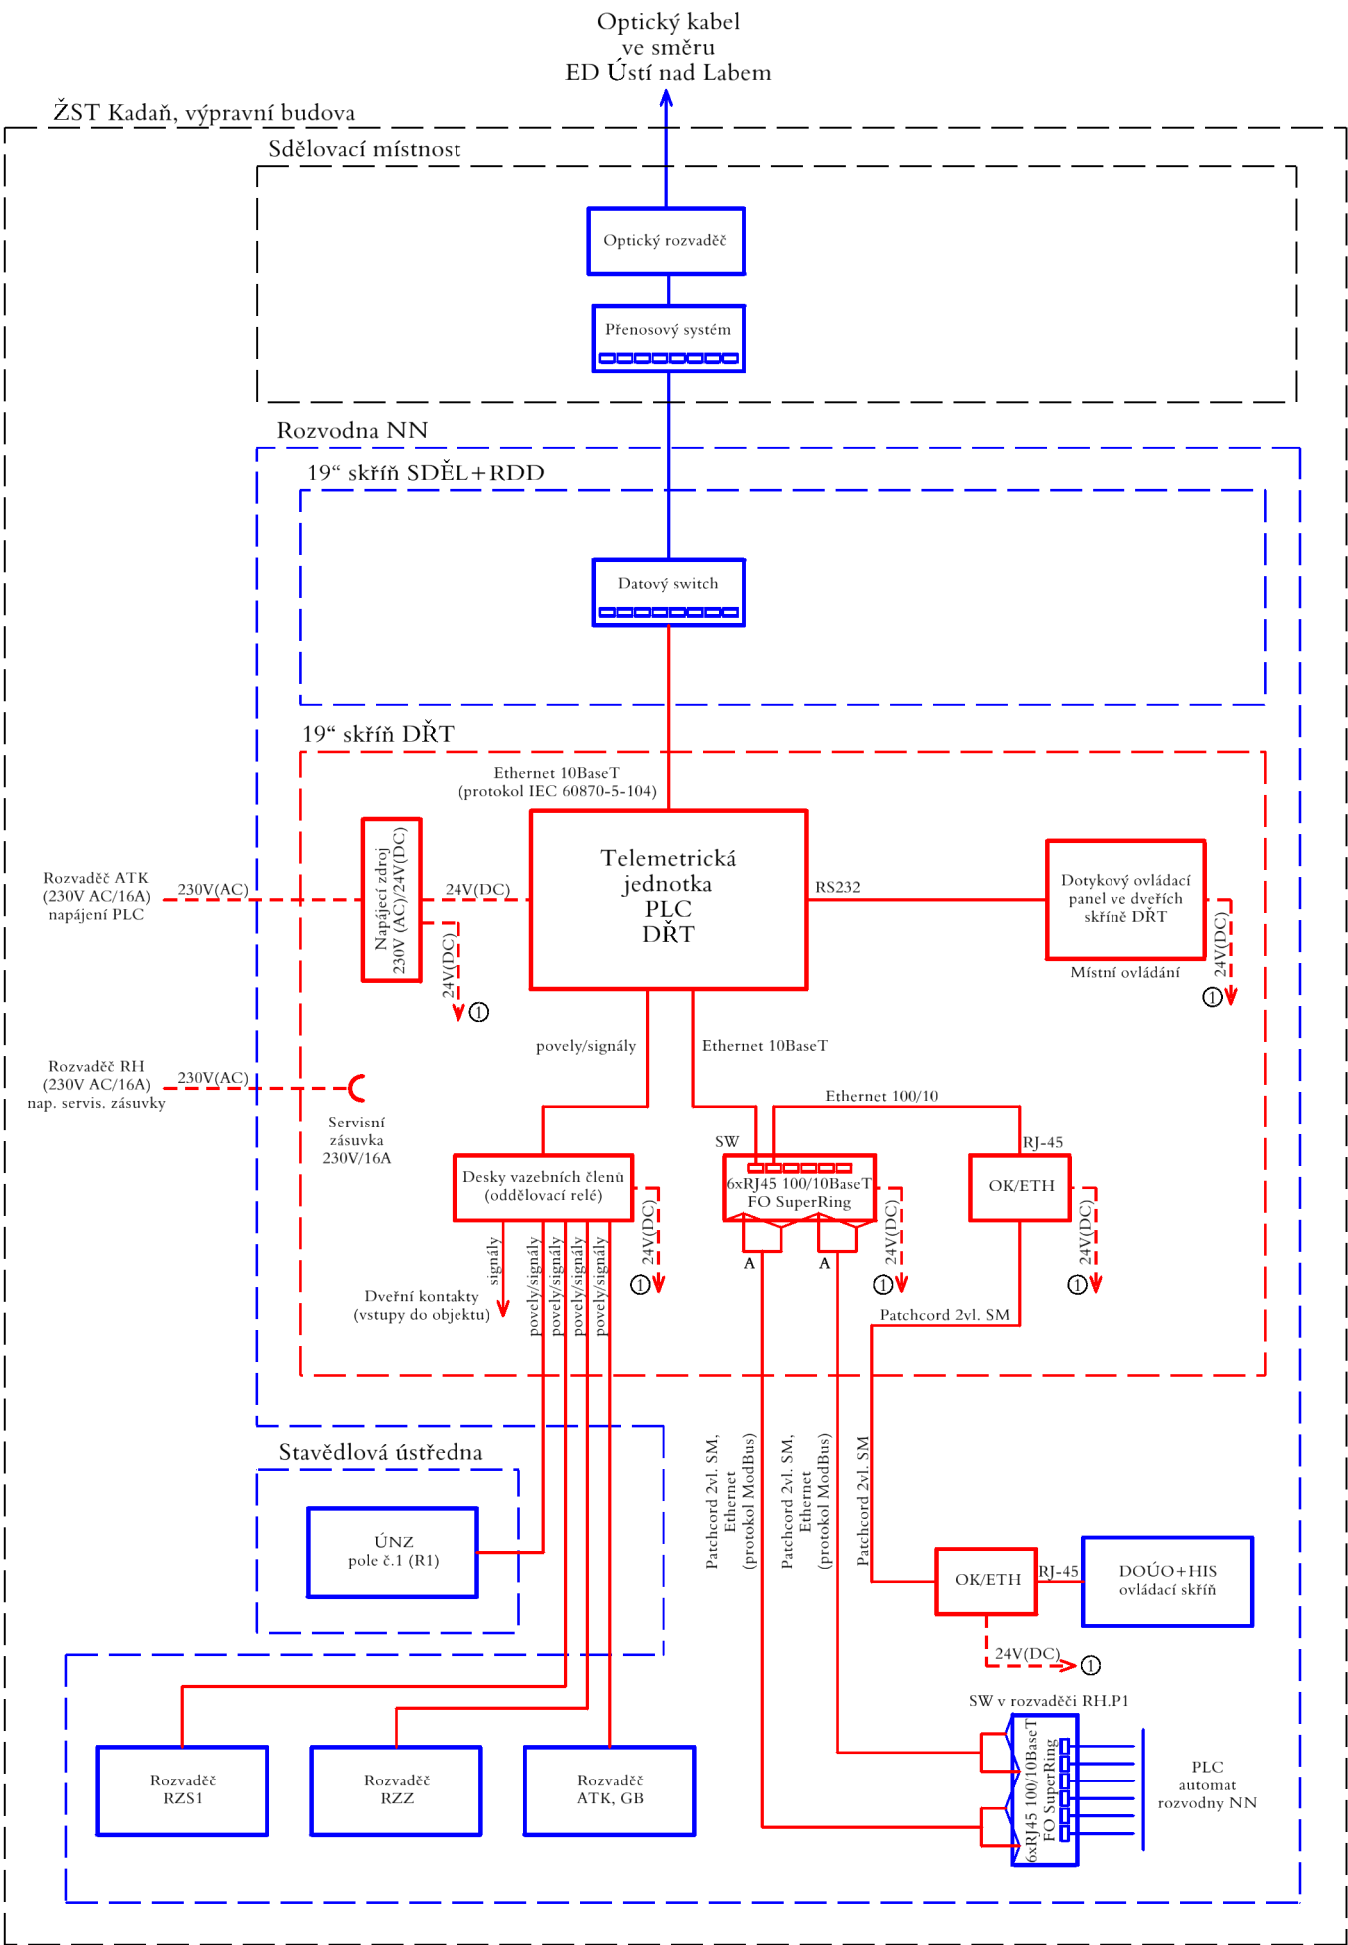 Optický kabel
ve směru
ED Ústí nad Labem
ŽST Kadaň, výpravní budova
Sdělovací místnost
Optický rozvaděč
Přenosový systém
Rozvodna NN
19“ skříň SDĚL+RDD
Datový switch
19“ skříň DŘT
Ethernet 10BaseT
(protokol IEC 60870-5-104)
Rozvaděč ATK
(230V AC/16A)
napájení PLC
230V(AC)
Napájecí zdroj
230V (AC)/24V(DC)
24V(DC)
24V(DC)
1
Telemetrická
jednotka
PLC
DŘT
RS232
Dotykový ovládací
panel ve dveřích
skříně DŘT
Místní ovládání
24V(DC)
1
povely/signály
Ethernet 10BaseT
Rozvaděč RH
(230V AC/16A)
nap. servis. zásuvky
230V(AC)
Servisní
zásuvka
230V/16A
Ethernet 100/10
SW
RJ-45
Desky vazebních členů
(oddělovací relé)
24V(DC)
1
6xRJ45 100/10BaseT
FO SuperRing
24V(DC)
1
OK/ETH
24V(DC)
1
A
A
signály
povely/signály
povely/signály
povely/signály
povely/signály
Dveřní kontakty
(vstupy do objektu)
Patchcord 2vl. SM
Stavědlová ústředna
ÚNZ
pole č.1 (R1)
Patchcord 2vl. SM,
Ethernet
(protokol ModBus)
Patchcord 2vl. SM,
Ethernet
(protokol ModBus)
Patchcord 2vl. SM
OK/ETH
RJ-45
DOÚO+HIS
ovládací skříň
24V(DC)
1
SW v rozvaděči RH.P1
6xRJ45 100/10BaseT
FO SuperRing
PLC
automat
rozvodny NN
Rozvaděč
RZS1
Rozvaděč
RZZ
Rozvaděč
ATK, GB